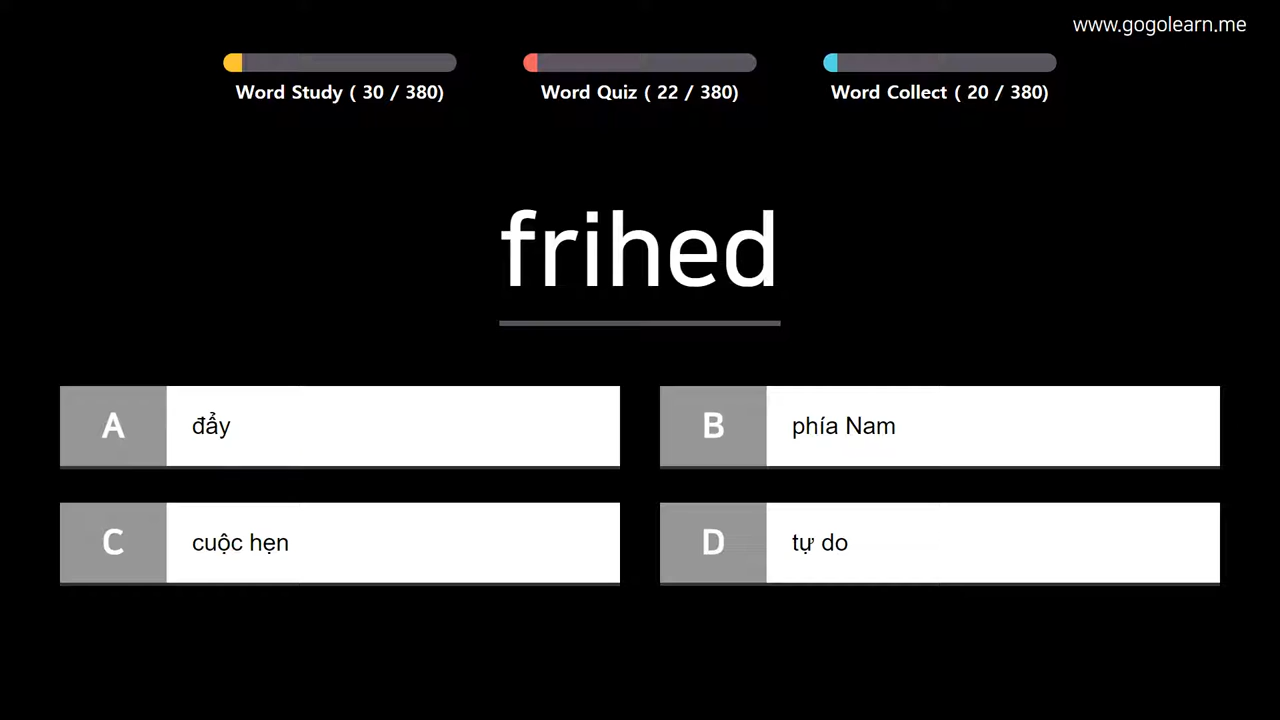 www.gogolearn.me
Word Study ( 30 / 380)
Word Quiz ( 22 / 380)
Word Collect ( 20 / 380)
frihed
A đẩy
B phía Nam
C cuộc hẹn
D tự do